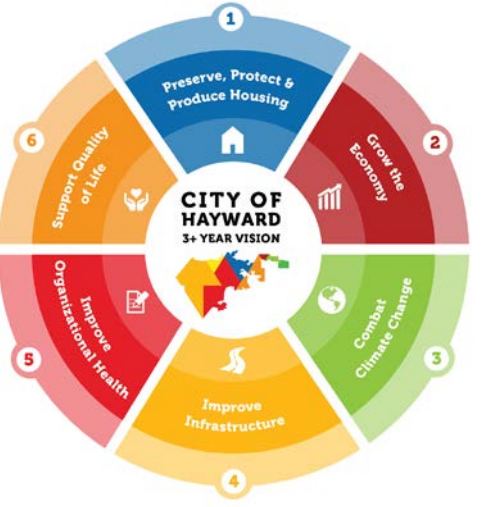 1
Preserve, Protect &
Produce Housing
2
Grow the
Economy
3
Combat
Climate Change
4
Improve
Infrastructure
5
Improve
Organizational Health
6
Support Quality
of Life
CITY OF
HAYWARD
3+ YEAR VISION